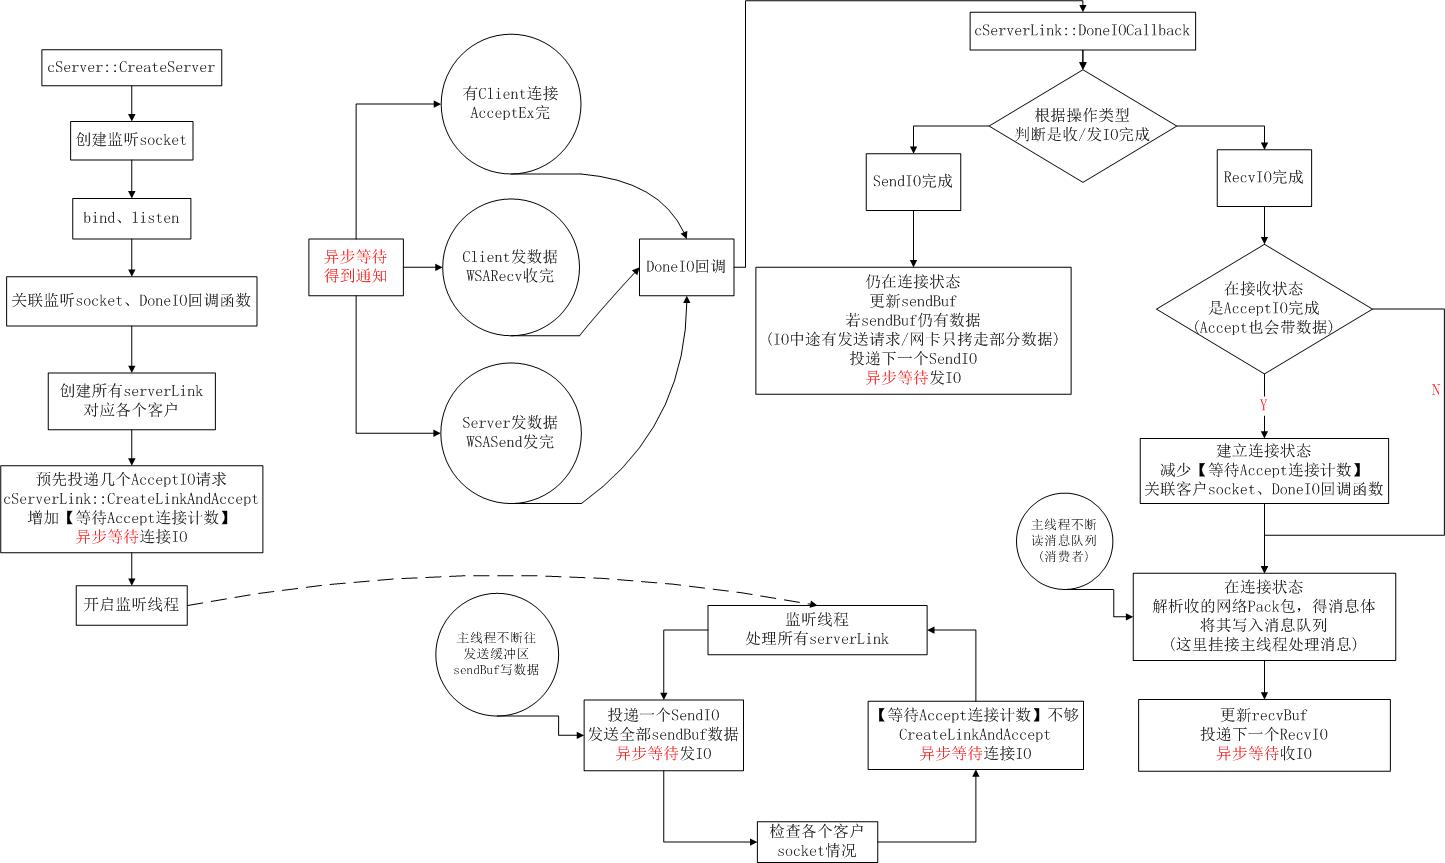 cServer::CreateServer
创建监听socket
bind、listen
关联监听socket、DoneIO回调函数
创建所有serverLink
对应各个客户
预先投递几个AcceptIO请求
cServerLink::CreateLinkAndAccept
增加【等待Accept连接计数】
异步等待连接IO
开启监听线程
异步等待
得到通知
有Client连接
AcceptEx完
Client发数据
WSARecv收完
Server发数据
WSASend发完
DoneIO回调
cServerLink::DoneIOCallback
根据操作类型
判断是收/发IO完成
SendIO完成
仍在连接状态
更新sendBuf
若sendBuf仍有数据
(IO中途有发送请求/网卡只拷走部分数据)
投递下一个SendIO
异步等待发IO
RecvIO完成
在接收状态
是AcceptIO完成
(Accept也会带数据)
Y
N
建立连接状态
减少【等待Accept连接计数】
关联客户socket、DoneIO回调函数
主线程不断
读消息队列
(消费者)
在连接状态
解析收的网络Pack包，得消息体
将其写入消息队列
(这里挂接主线程处理消息)
更新recvBuf
投递下一个RecvIO
异步等待收IO
监听线程
处理所有serverLink
主线程不断往
发送缓冲区
sendBuf写数据
投递一个SendIO
发送全部sendBuf数据
异步等待发IO
检查各个客户
socket情况
【等待Accept连接计数】不够
CreateLinkAndAccept
异步等待连接IO